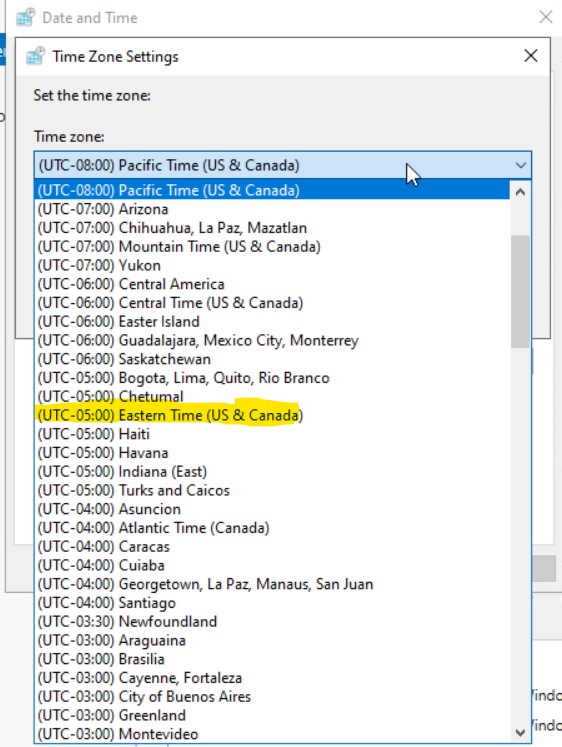 Date and Time
Time Zone Settings
Set the time zone:
Time zone:
(UTC-08:00) Pacific Time (US & Canada)
(UTC-08:00) Pacific Time (US & Canada)
(UTC-07:00) Arizona
(UTC-07:00) Chihuahua, La Paz, Mazatlan
(UTC-07:00) Mountain Time (US & Canada)
(UTC-07:00) Yukon
(UTC-06:00) Central America
(UTC-06:00) Central Time (US & Canada)
(UTC-06:00) Easter Island
(UTC-06:00) Guadalajara, Mexico City, Monterrey
(UTC-06:00) Saskatchewan
(UTC-05:00) Bogota, Lima, Quito, Rio Branco
(UTC-05:00) Chetumal
(UTC-05:00) Eastern Time (US & Canada)
(UTC-05:00) Haiti
(UTC-05:00) Havana
(UTC-05:00) Indiana (East)
(UTC-05:00) Turks and Caicos
(UTC-04:00) Asuncion
(UTC-04:00) Atlantic Time (Canada)
(UTC-04:00) Caracas
(UTC-04:00) Cuiaba
(UTC-04:00) Georgetown, La Paz, Manaus, San Juan
(UTC-04:00) Santiago
(UTC-03:30) Newfoundland
(UTC-03:00) Araguaina
(UTC-03:00) Brasilia
(UTC-03:00) Cayenne, Fortaleza
(UTC-03:00) City of Buenos Aires
(UTC-03:00) Greenland
(UTC-03:00) Montevideo